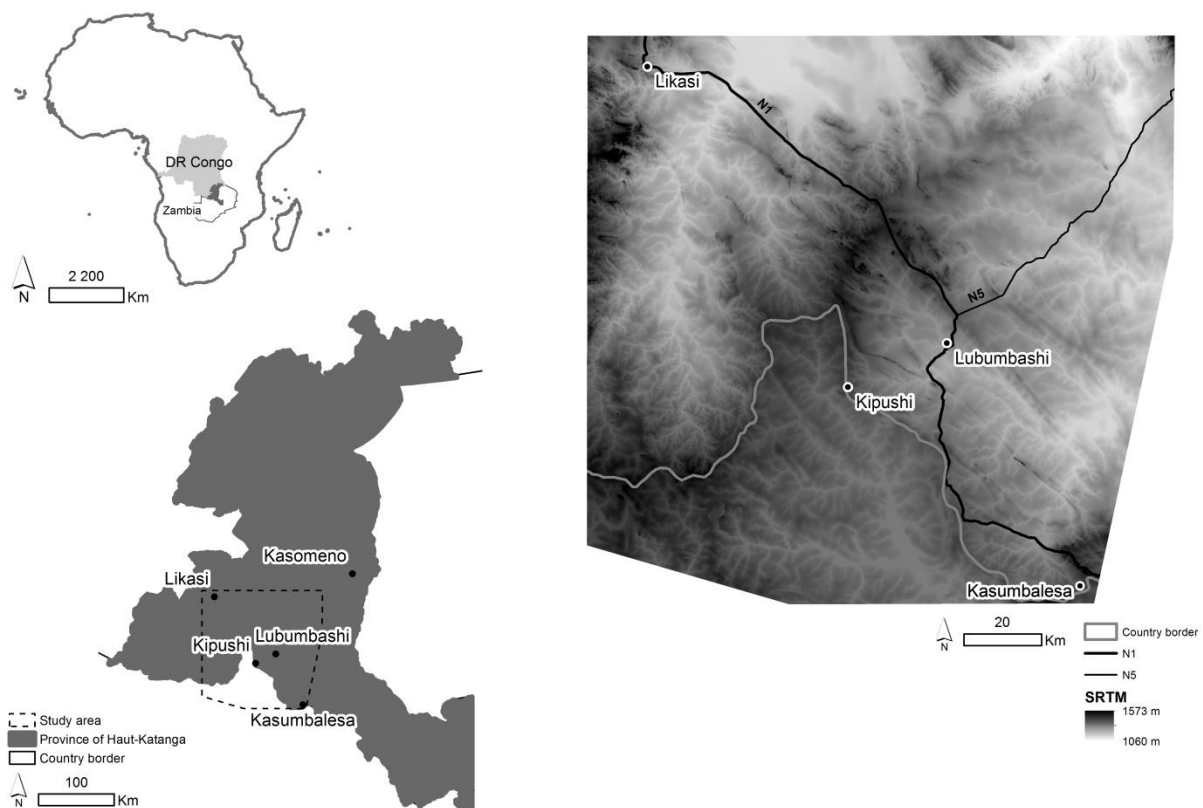 DR Congo
Zambia
N
2 200
Km
Kasomeno
Likasi
Lubumbashi
Kipushi
Kasumbalesa
Study area
Province of Haut-Katanga
Country border
N
100
Km
Likasi
N1
N5
Lubumbashi
Kipushi
Kasumbalesa
N
20
Km
Country border
N1
N5
SRTM
1573 m
1060 m